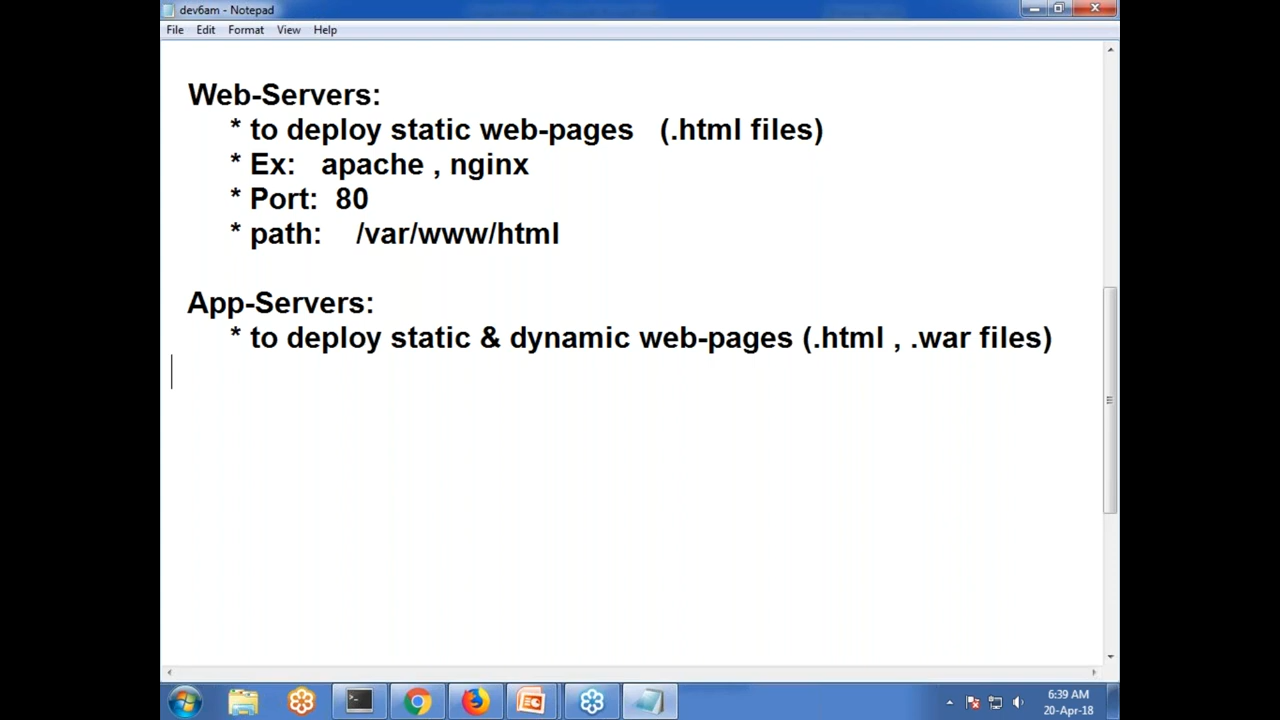 dev6am - Notepad
File Edit Format View Help
Web-Servers:
* to deploy static web-pages (.html files)
* Ex: apache , nginx
* Port: 80
* path: /var/www/html
App-Servers:
* to deploy static & dynamic web-pages (.html , .war files)
6:39 AM
20-Apr-18